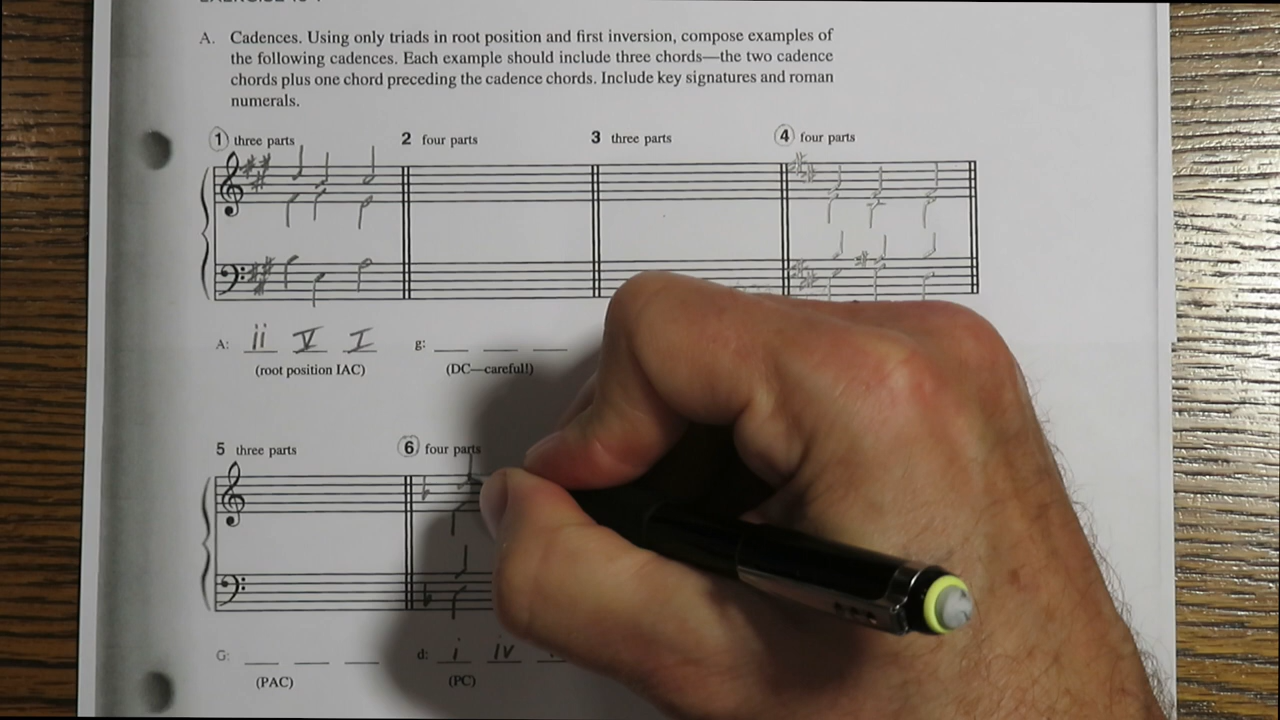 A. Cadences. Using only triads in root position and first inversion, compose examples of
the following cadences. Each example should include three chords—the two cadence
chords plus one chord preceding the cadence chords. Include key signatures and roman
numerals.
1 three parts 2 four parts 3 three parts 4 four parts
A: ii V I g:
(root position IAC) (DC—careful!)
5 three parts 6 four parts
G: d: i iv
(PAC) (PC)